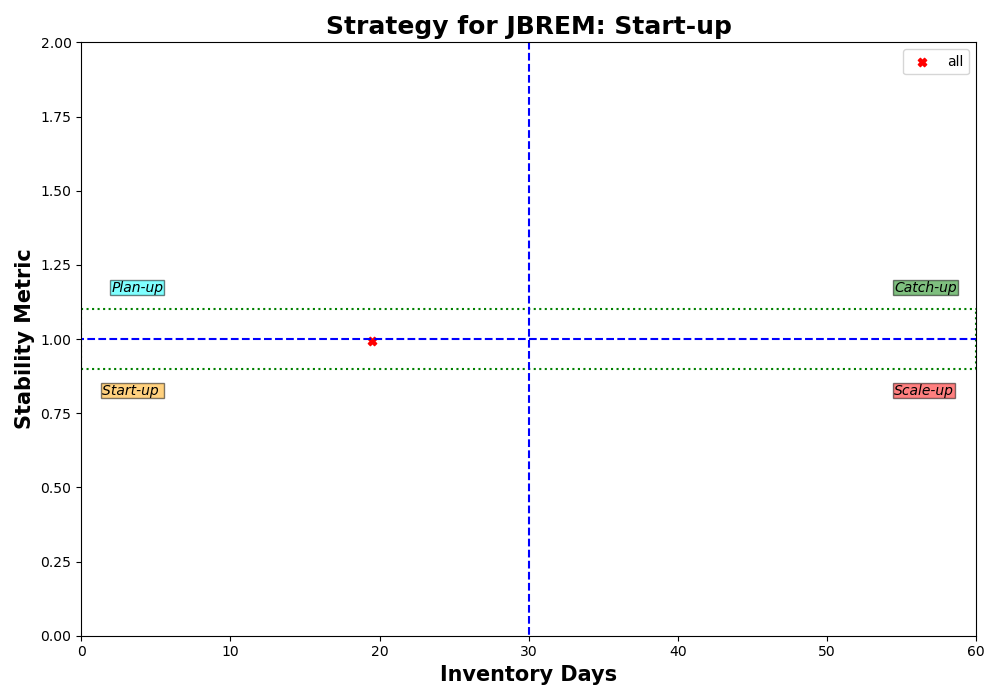 Strategy for JBREM: Start-up
2.00
all
1.75
1.50
1.25
Plan-up
Catch-up
1.00
Start-up
Scale-up
0.75
0.50
0.25
0.00
Stability Metric
0 10 20 30 40 50 60
Inventory Days